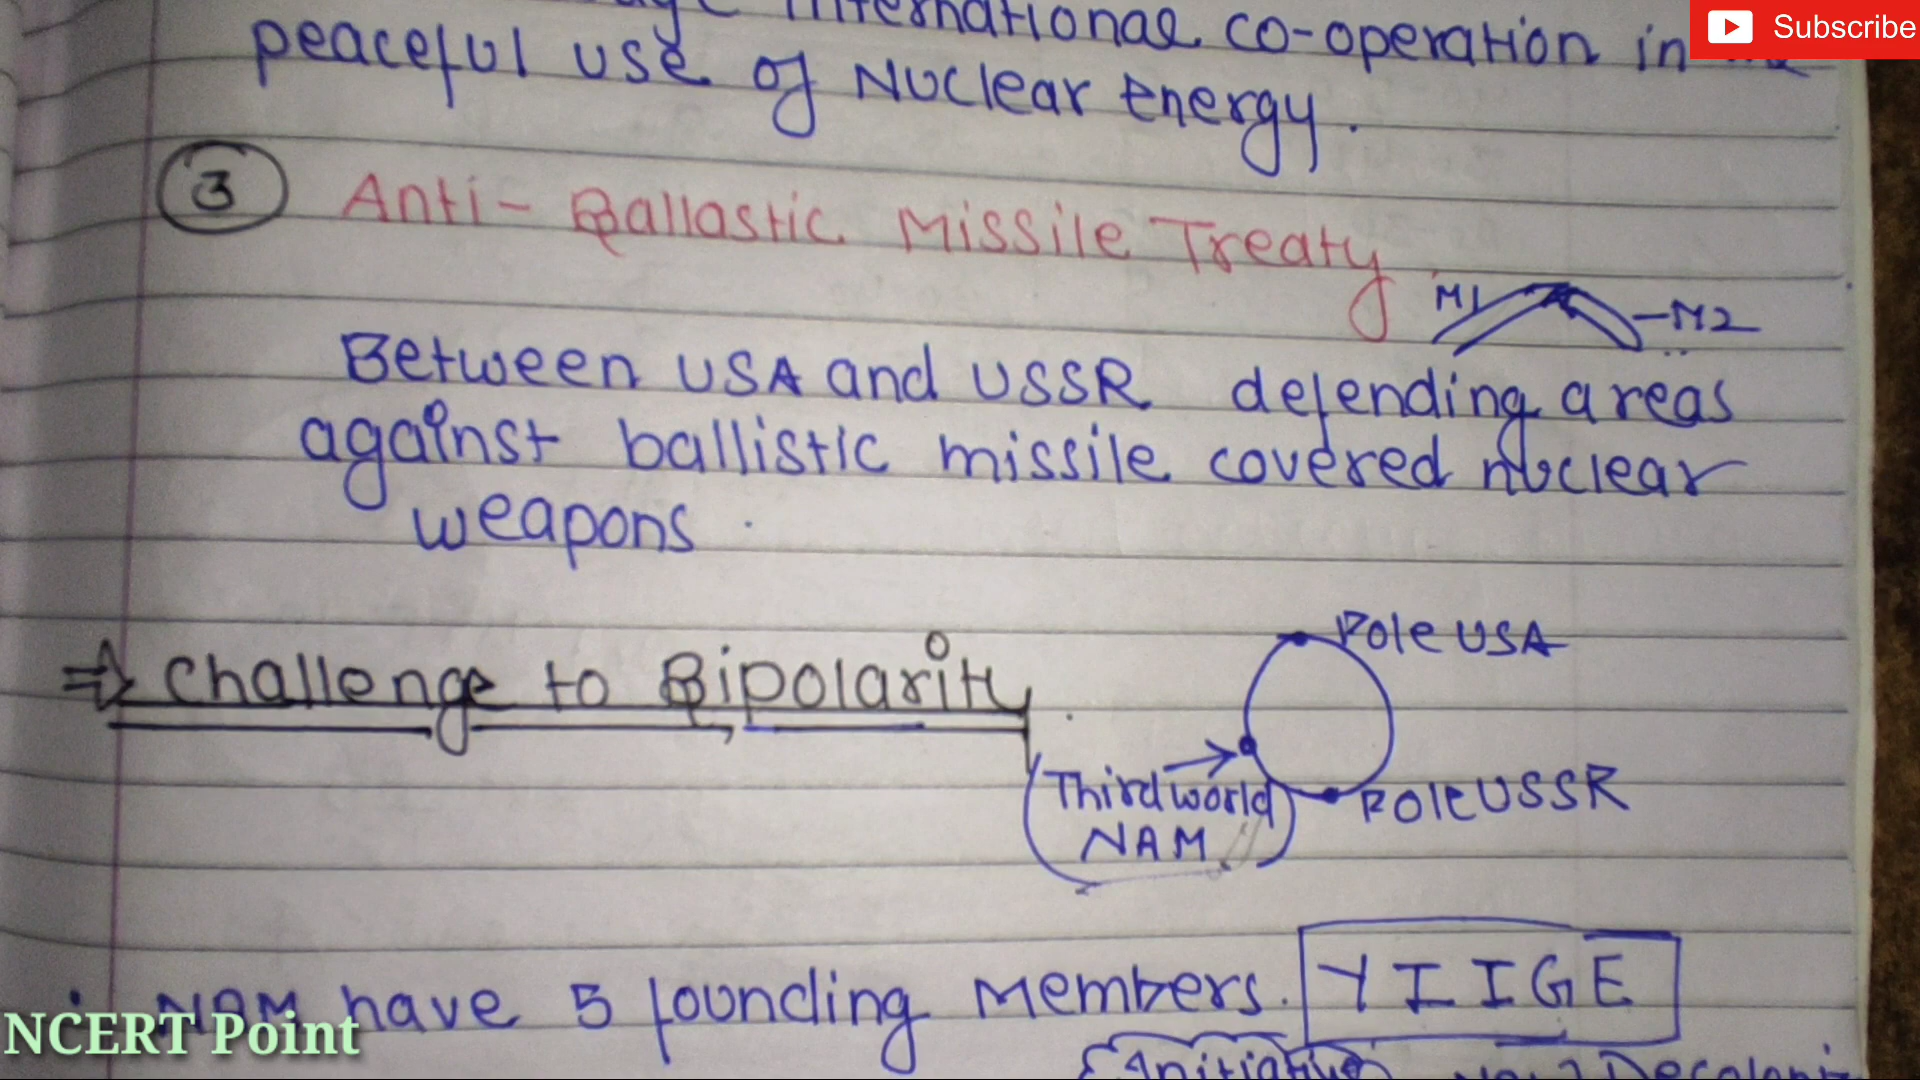 International co-operation in
Subscribe
peaceful use of Nuclear energy.
3 Anti-Ballastic Missile Treaty
M1 M2
Between USA and USSR defending areas
against ballistic missile covered nuclear
weapons.
Pole USA
⇒ Challenge to Bipolarity.
Third world
Pole USSR
NAM
NAM have 5 founding Members. YIIGE
NCERT Point